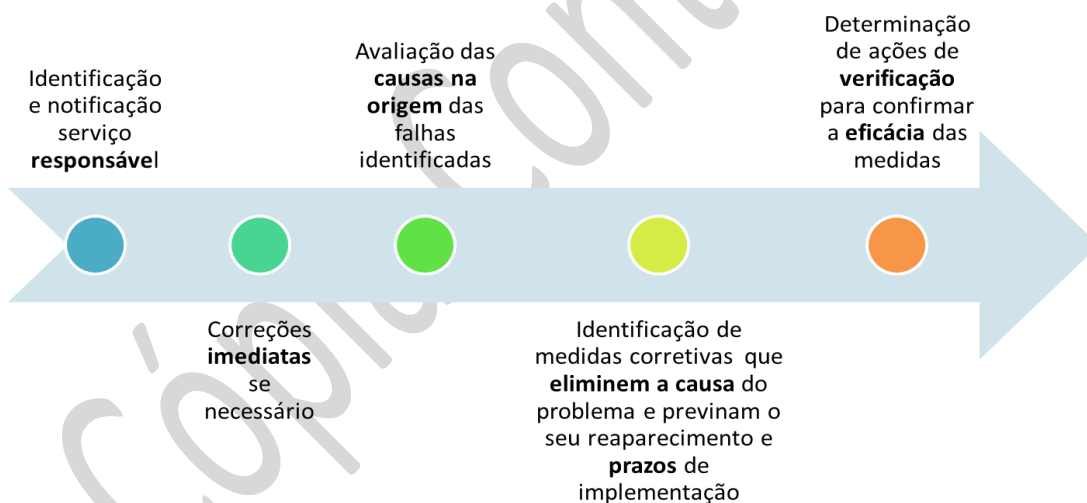 Identificação
e notificação
serviço
responsável
Correções
imediatas
se
necessário
Avaliação das
causas na
origem das
falhas
identificadas
Identificação de
medidas corretivas que
eliminem a causa do
problema e previnam o
seu reaparecimento e
prazos de
implementação
Determinação
de ações de
verificação
para confirmar
a eficácia das
medidas
Cópia